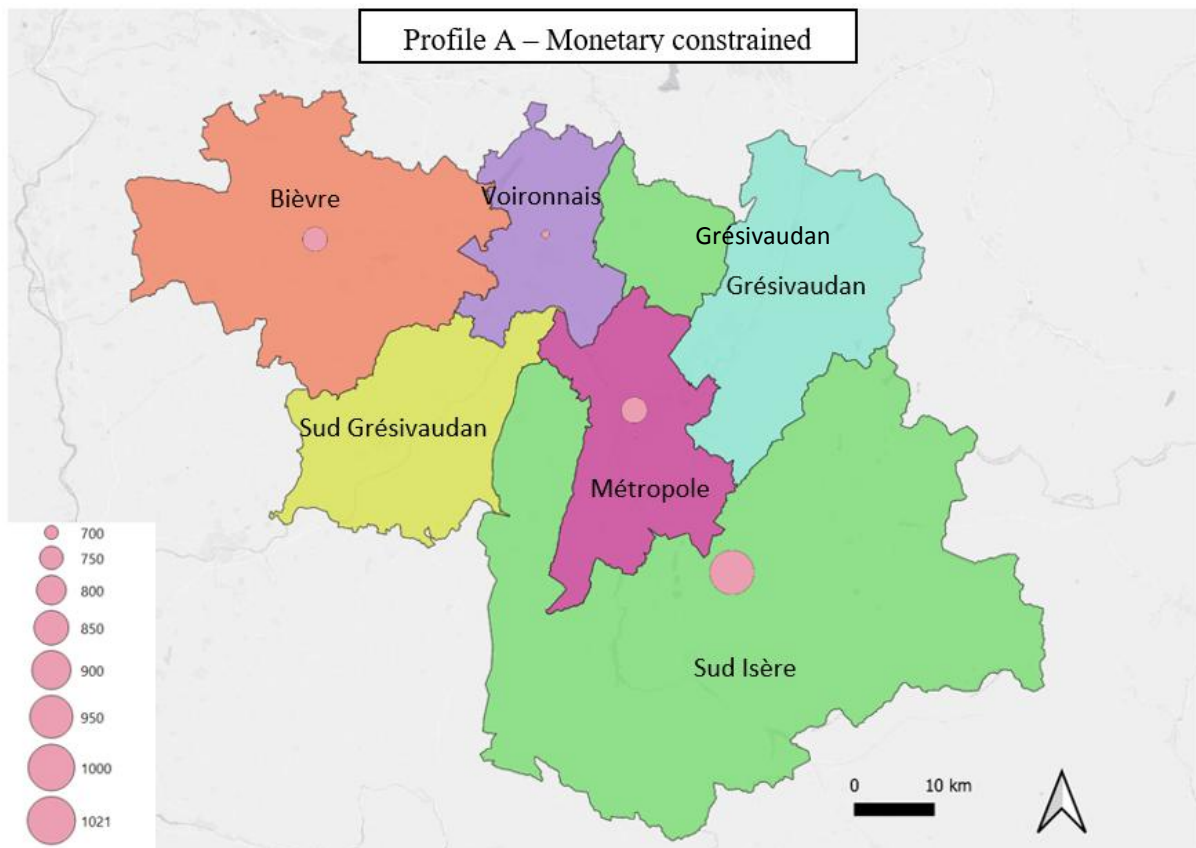 Profile A – Monetary constrained
Bièvre
Voironnais
Grésivaudan
Grésivaudan
Sud Grésivaudan
Métropole
Sud Isère
700
750
800
850
900
950
1000
1021
0 10 km